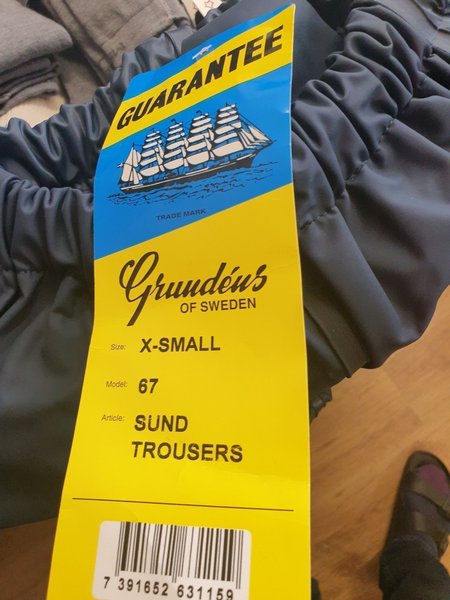 GUARANTEE
TRADE MARK
Grundéns
OF SWEDEN
Size: X-SMALL
Model: 67
Article: SUND
TROUSERS
7 391652 631159